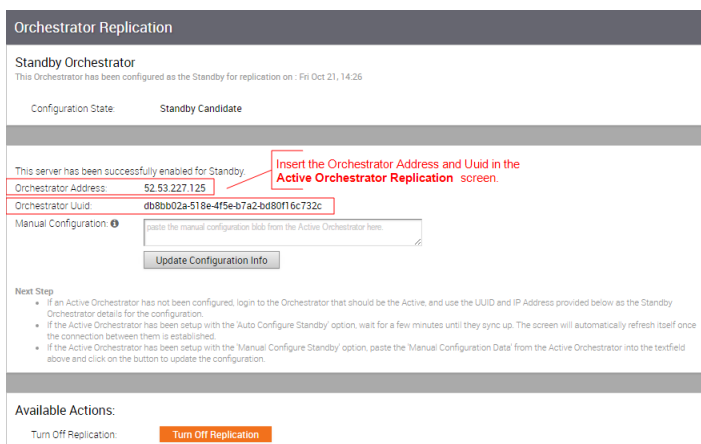 Orchestrator Replication
Standby Orchestrator
This Orchestrator has been configured as the Standby for replication on : Fri Oct 21, 14:26
Configuration State: Standby Candidate
Insert the Orchestrator Address and Uuid in the
Active Orchestrator Replication screen.
This server has been successfully enabled for Standby.
Orchestrator Address: 52.53.227.125
Orchestrator Uuid: db8bb02a-518e-4f5e-b7a2-bd80f16c732c
Manual Configuration: paste the manual configuration blob from the Active Orchestrator here.
Update Configuration Info
Next Step
If an Active Orchestrator has not been configured, login to the Orchestrator that should be the Active, and use the UUID and IP Address provided below as the Standby
Orchestrator details for the configuration.
If the Active Orchestrator has been setup with the 'Auto Configure Standby' option, wait for a few minutes until they sync up. The screen will automatically refresh itself once
the connection between them is established.
If the Active Orchestrator has been setup with the 'Manual Configure Standby' option, paste the 'Manual Configuration Data' from the Active Orchestrator into the textfield
above and click on the button to update the configuration.
Available Actions:
Turn Off Replication: Turn Off Replication